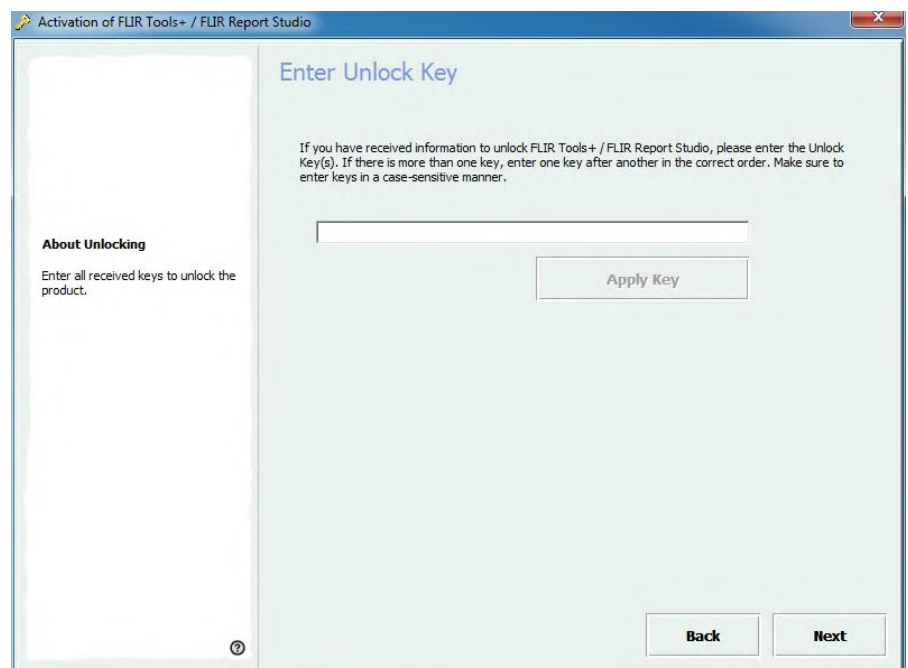 Activation of FLIR Tools+ / FLIR Report Studio
x
Enter Unlock Key
If you have received information to unlock FLIR Tools+ / FLIR Report Studio, please enter the Unlock
Key(s). If there is more than one key, enter one key after another in the correct order. Make sure to
enter keys in a case-sensitive manner.
About Unlocking
Enter all received keys to unlock the
product.
Apply Key
Back
Next
?